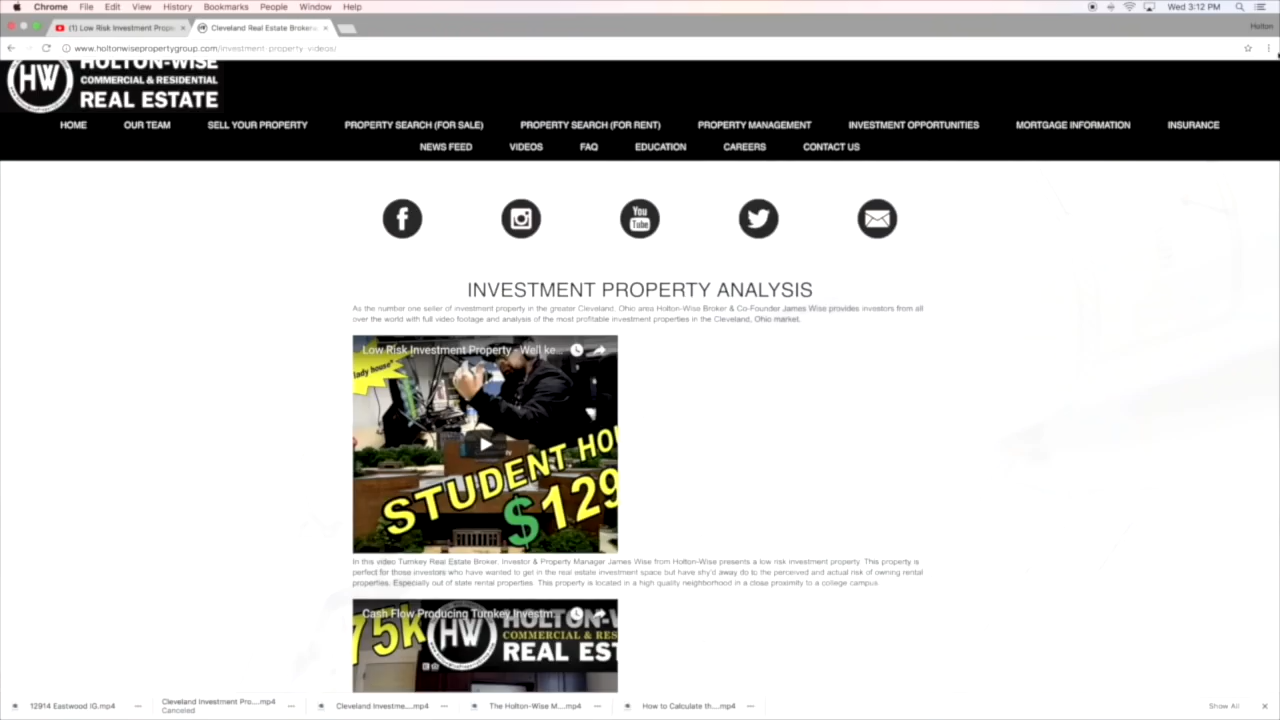 Chrome File Edit View History Bookmarks People Window Help Wed 3:12 PM
(1) Low Risk Investment Prop Cleveland Real Estate Brokera Holton
www.holtonwisepropertygroup.com/investment-property-videos/
HW HOLTON-WISE
COMMERCIAL & RESIDENTIAL
REAL ESTATE
HOME OUR TEAM SELL YOUR PROPERTY PROPERTY SEARCH (FOR SALE) PROPERTY SEARCH (FOR RENT) PROPERTY MANAGEMENT INVESTMENT OPPORTUNITIES MORTGAGE INFORMATION INSURANCE
NEWS FEED VIDEOS FAQ EDUCATION CAREERS CONTACT US
You
Tube
INVESTMENT PROPERTY ANALYSIS
As the number one seller of investment property in the greater Cleveland, Ohio area Holton-Wise Broker & Co-Founder James Wise provides investors from all
over the world with full video footage and analysis of the most profitable investment properties in the Cleveland, Ohio market.
Low Risk Investment Property - Well ke...
lady house"
STUDENT HO
$129
In this video Turnkey Real Estate Broker, Investor & Property Manager James Wise from Holton-Wise presents a low risk investment property. This property is
perfect for those investors who have wanted to get in the real estate investment space but have shy'd away do to the perceived and actual risk of owning rental
properties. Especially out of state rental properties. This property is located in a high quality neighborhood in a close proximity to a college campus.
Cash Flow Producing Turnkey Investm...
75k HW HOLTON-W
COMMERCIAL & RES
REAL EST
12914 Eastwood IG.mp4 Cleveland Investment Pro....mp4 Cleveland Investme....mp4 The Holton-Wise M....mp4 How to Calculate th....mp4 Show All
Canceled